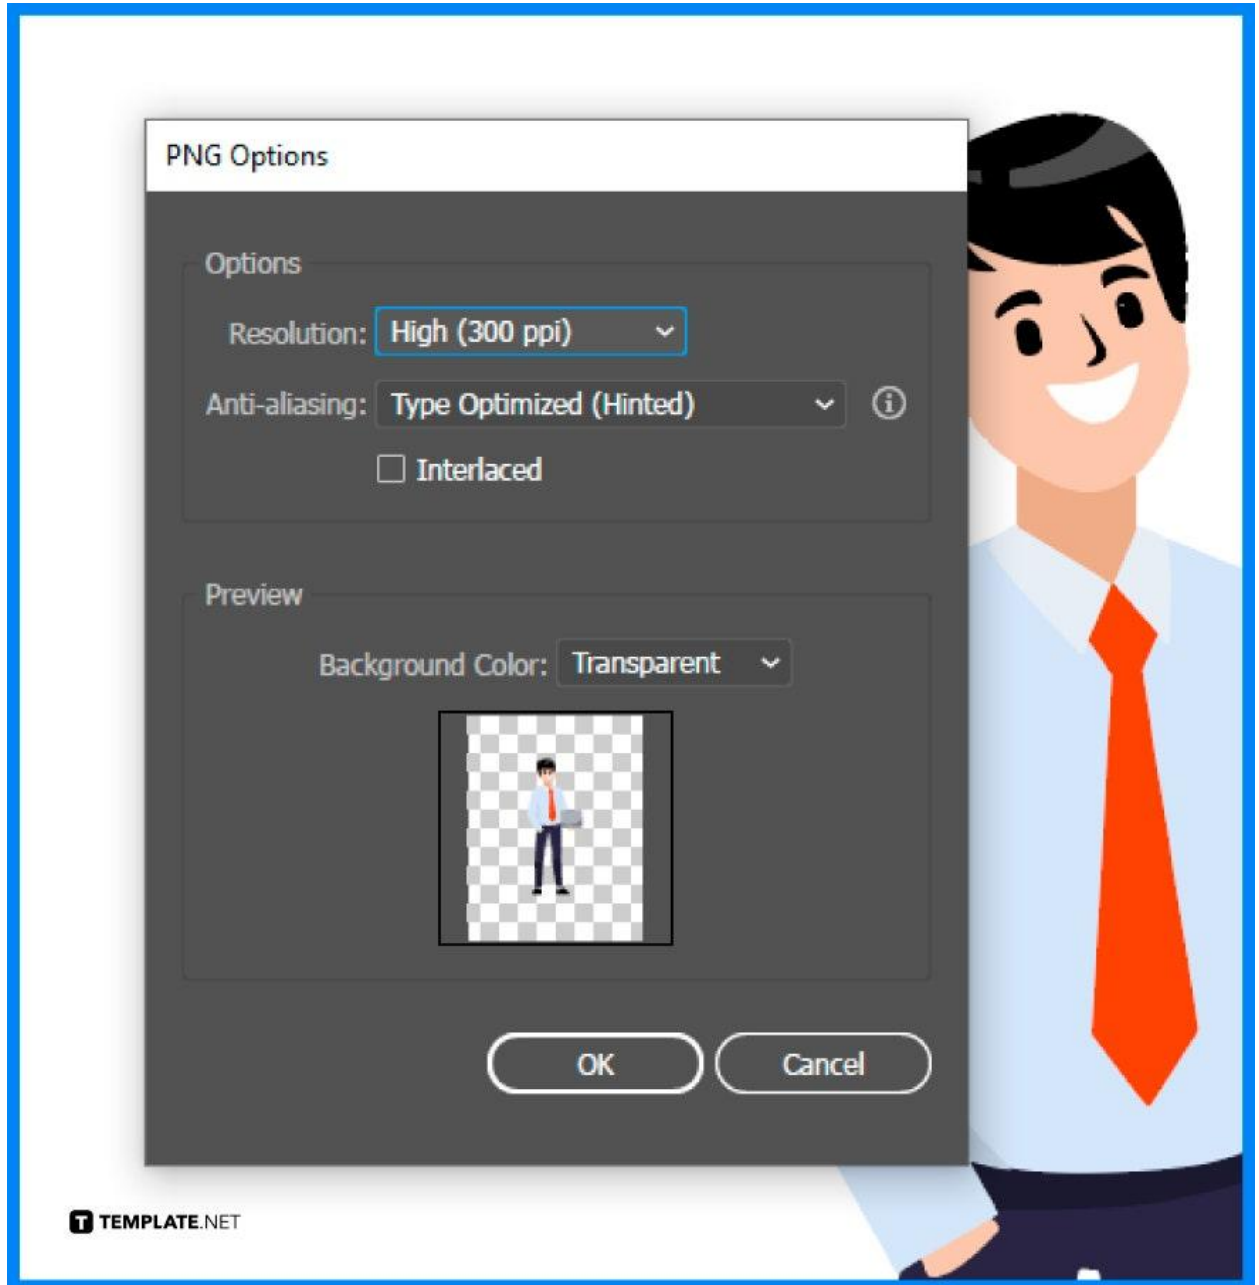 PNG Options
Options
Resolution: High (300 ppi)
Anti-aliasing: Type Optimized (Hinted)
Interlaced
Preview
Background Color: Transparent
OK Cancel
T TEMPLATE.NET